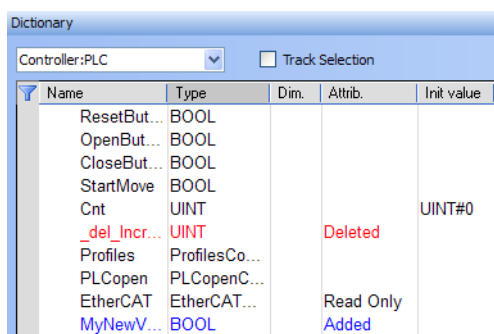 Dictionary
Controller:PLC Track Selection
Name Type Dim. Attrib. Init value
ResetBut... BOOL
OpenBut... BOOL
CloseBut... BOOL
StartMove BOOL
Cnt UINT UINT#0
_del_Incr... UINT Deleted
Profiles ProfilesCo...
PLCopen PLCopenC...
EtherCAT EtherCAT... Read Only
MyNewV... BOOL Added